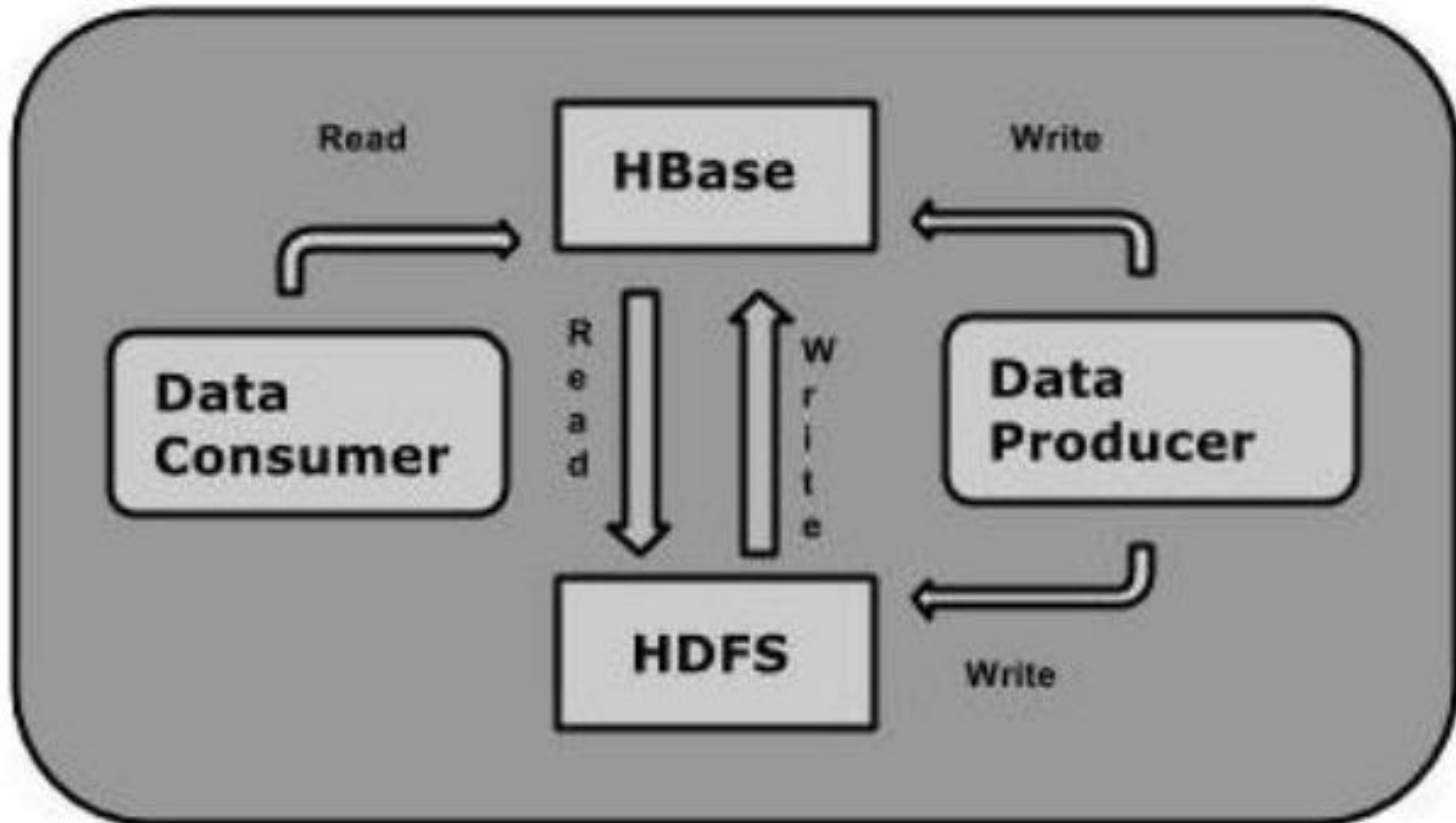 Read
HBase
Write
Data
Consumer
Read
Write
Data
Producer
HDFS
Write